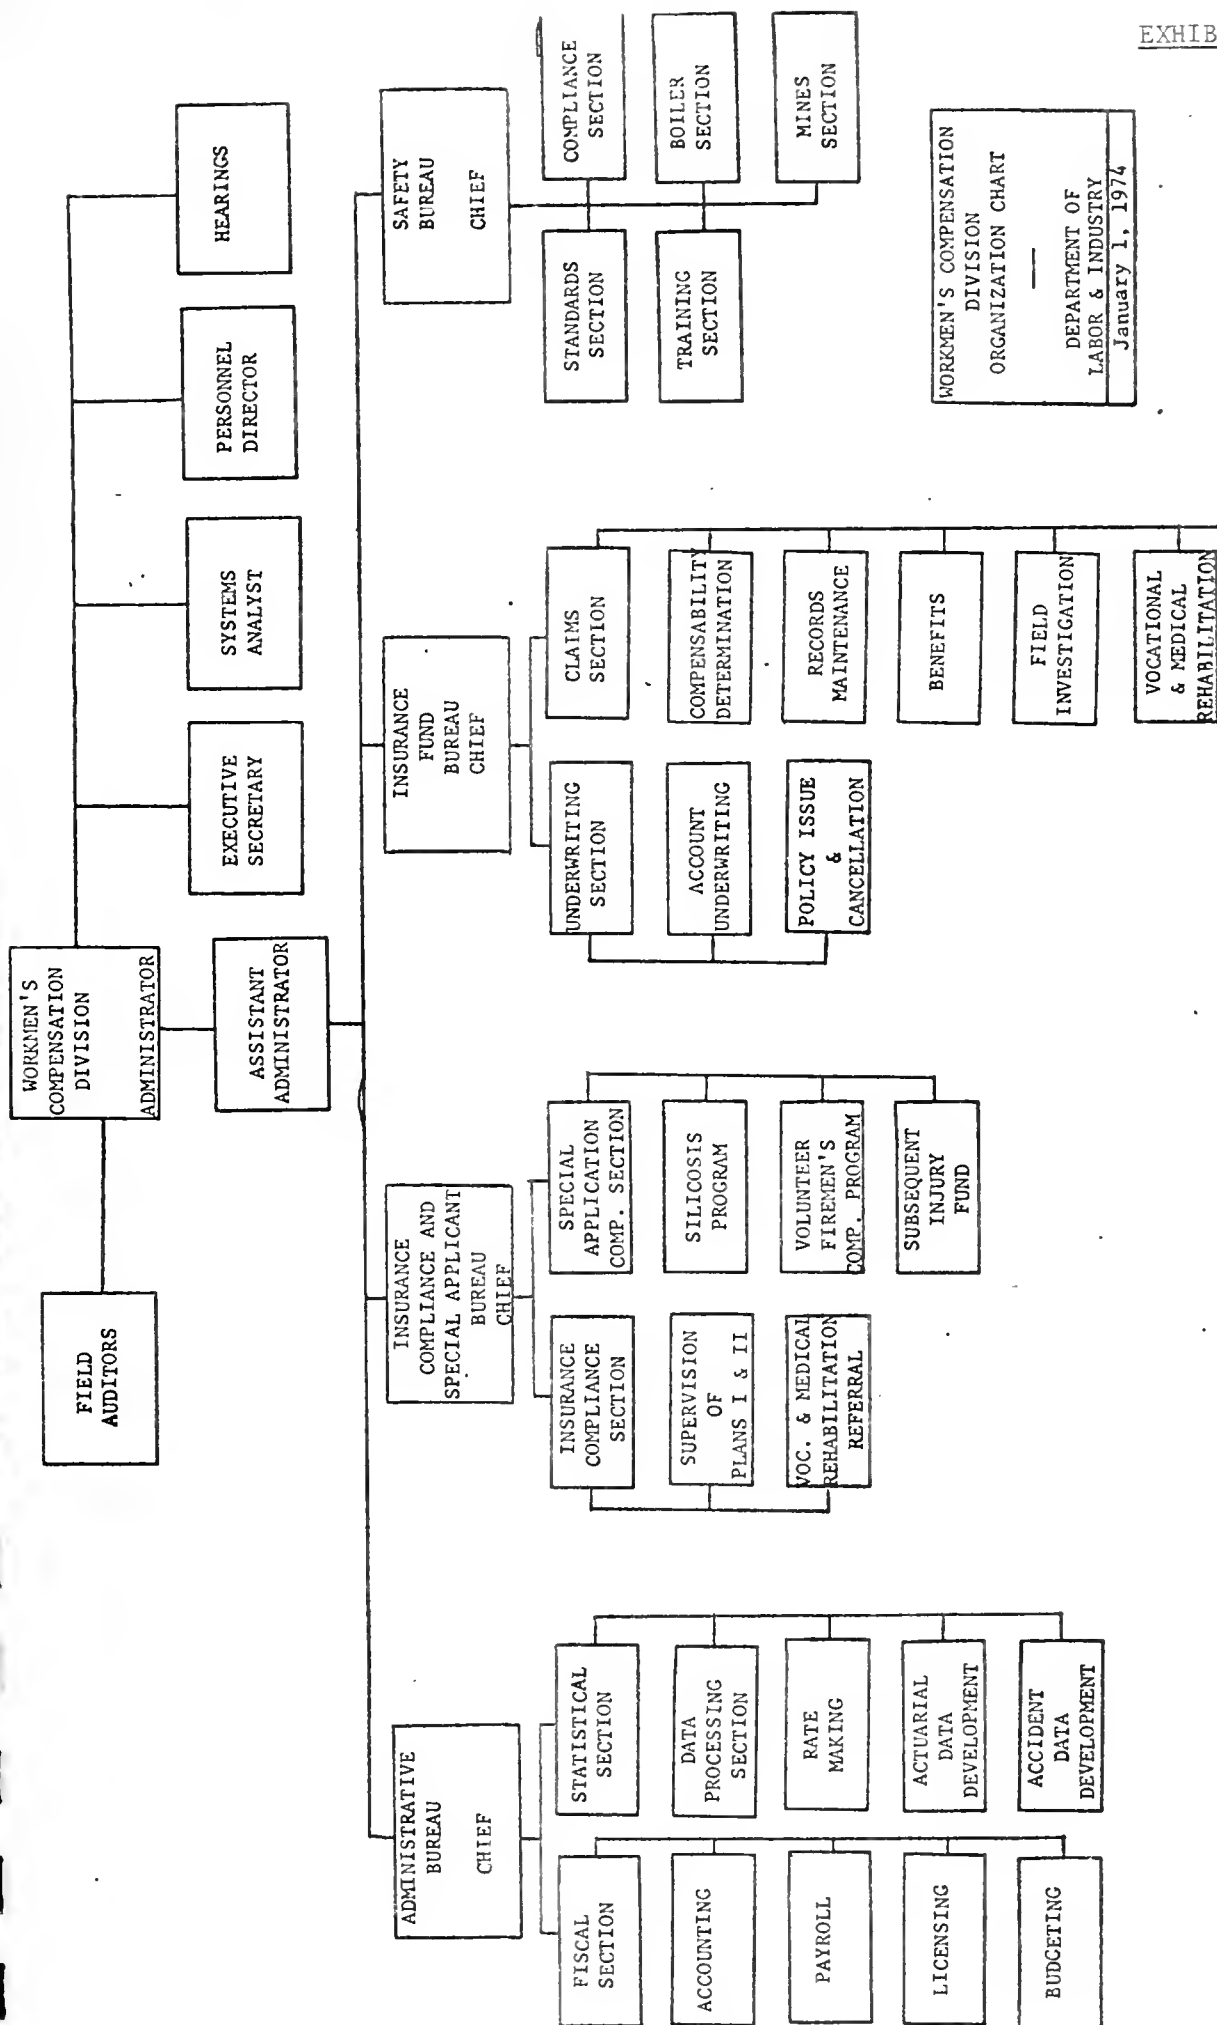 EXHIB
WORKMEN'S
COMPENSATION
DIVISION
ADMINISTRATOR
FIELD
AUDITORS
ASSISTANT
ADMINISTRATOR
EXECUTIVE
SECRETARY
SYSTEMS
ANALYST
PERSONNEL
DIRECTOR
HEARINGS
ADMINISTRATIVE
BUREAU
CHIEF
FISCAL
SECTION
ACCOUNTING
PAYROLL
LICENSING
BUDGETING
STATISTICAL
SECTION
DATA
PROCESSING
SECTION
RATE
MAKING
ACTUARIAL
DATA
DEVELOPMENT
ACCIDENT
DATA
DEVELOPMENT
INSURANCE
COMPLIANCE AND
SPECIAL APPLICANT
BUREAU
CHIEF
INSURANCE
COMPLIANCE
SECTION
SUPERVISION
OF
PLANS I & II
VOC. & MEDICAL
REHABILITATION
REFERRAL
SPECIAL
APPLICATION
COMP. SECTION
SILICOSIS
PROGRAM
VOLUNTEER
FIREMEN'S
COMP. PROGRAM
SUBSEQUENT
INJURY
FUND
INSURANCE
FUND
BUREAU
CHIEF
UNDERWRITING
SECTION
ACCOUNT
UNDERWRITING
POLICY ISSUE
&
CANCELLATION
CLAIMS
SECTION
COMPENSABILITY
DETERMINATION
RECORDS
MAINTENANCE
BENEFITS
FIELD
INVESTIGATION
VOCATIONAL
& MEDICAL
REHABILITATION
SAFETY
BUREAU
CHIEF
STANDARDS
SECTION
COMPLIANCE
SECTION
TRAINING
SECTION
BOILER
SECTION
MINES
SECTION
WORKMEN'S COMPENSATION
DIVISION
ORGANIZATION CHART
—
DEPARTMENT OF
LABOR & INDUSTRY
January 1, 1974